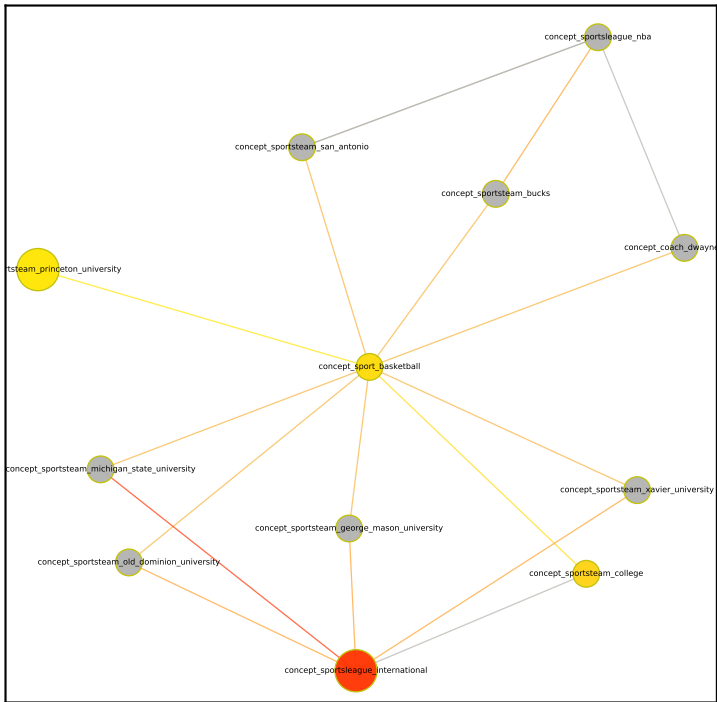 concept_sportsleague_nba
concept_sportsteam_san_antonio
concept_sportsteam_bucks
concept_coach_dwayne
rtsteam_princeton_university
concept_sport_basketball
concept_sportsteam_michigan_state_university
concept_sportsteam_xavier_university
concept_sportsteam_george_mason_university
concept_sportsteam_old_dominion_university
concept_sportsteam_college
concept_sportsleague_international